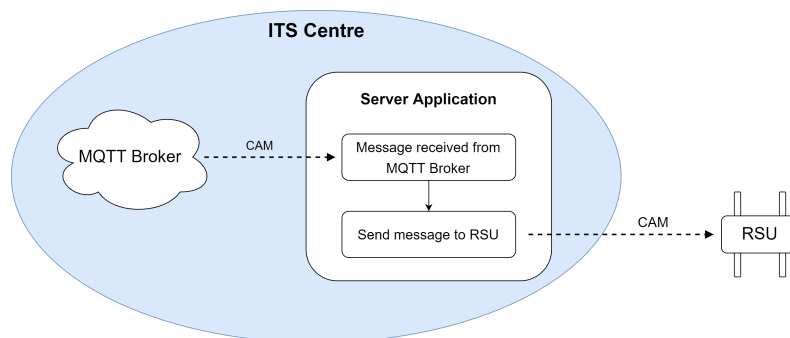 ITS Centre
Server Application
MQTT Broker
CAM
Message received from
MQTT Broker
Send message to RSU
CAM
RSU